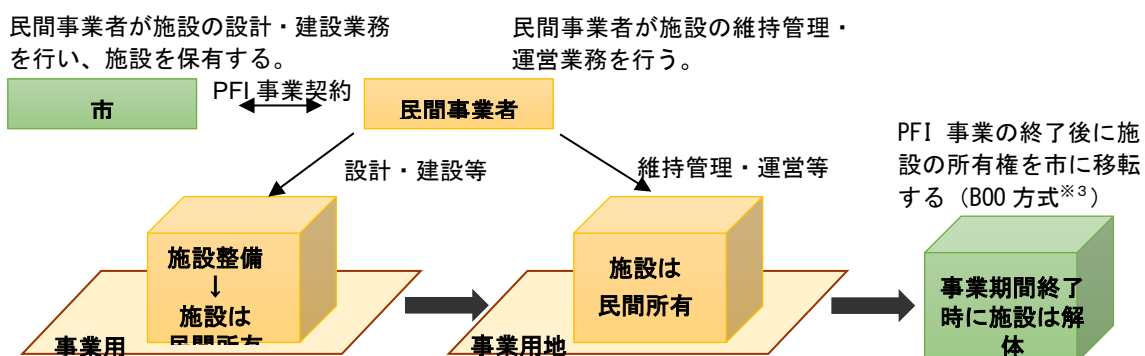 民間事業者が施設の設計・建設業務
を行い、施設を保有する。
民間事業者が施設の維持管理・
運営業務を行う。
市
PFI 事業契約
民間事業者
設計・建設等
維持管理・運営等
PFI 事業の終了後に施
設の所有権を市に移転
する（BOO 方式※３）
施設整備
↓
施設は
民間所有
事業用
施設は
民間所有
事業用地
事業期間終了
時に施設は解
体